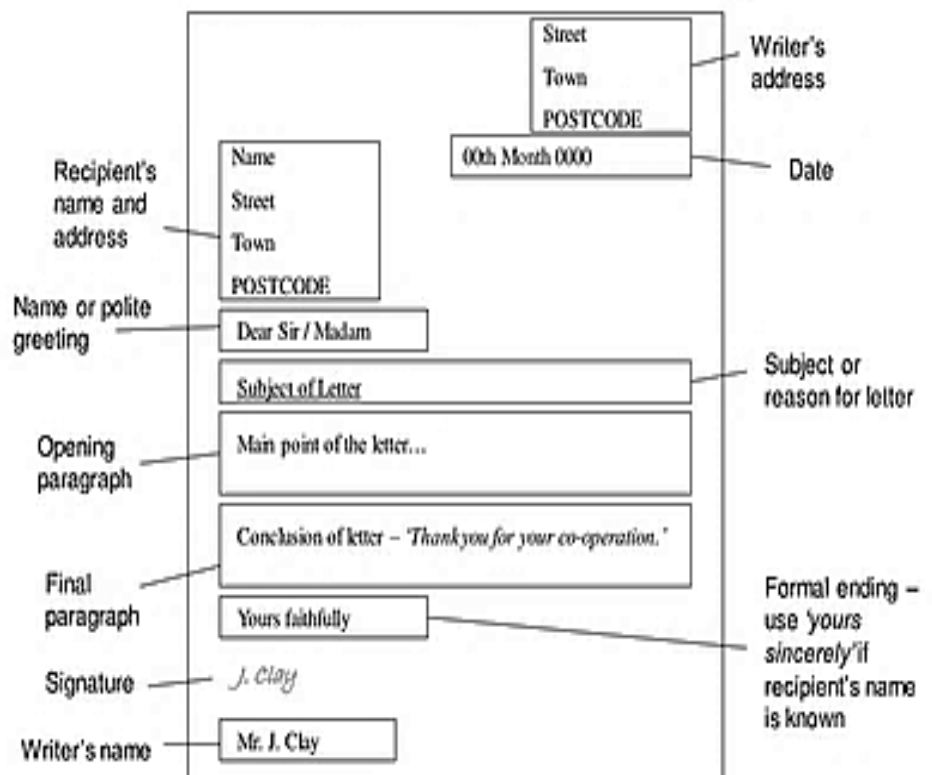 Street
Town
POSTCODE
Writer's
address
00th Month 0000
Date
Recipient's
name and
address
Name
Street
Town
POSTCODE
Name or polite
greeting
Dear Sir / Madam
Subject of Letter
Subject or
reason for letter
Opening
paragraph
Main point of the letter...
Final
paragraph
Conclusion of letter – 'Thankyou for your co-operation.'
Yours faithfully
Formal ending –
use 'yours
sincerely' if
recipient's name
is known
Signature
J. Clay
Writer's name
Mr. J. Clay